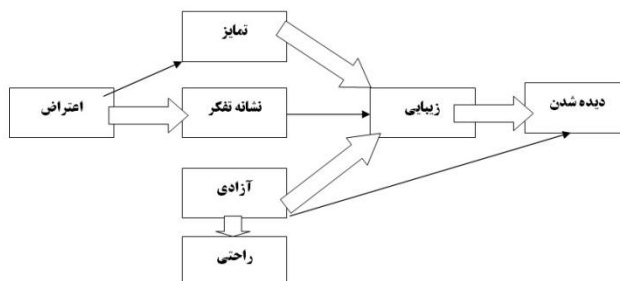 تمایز
اعتراض
نشانه تفکر
زیبایی
دیده شدن
آزادی
راحتی